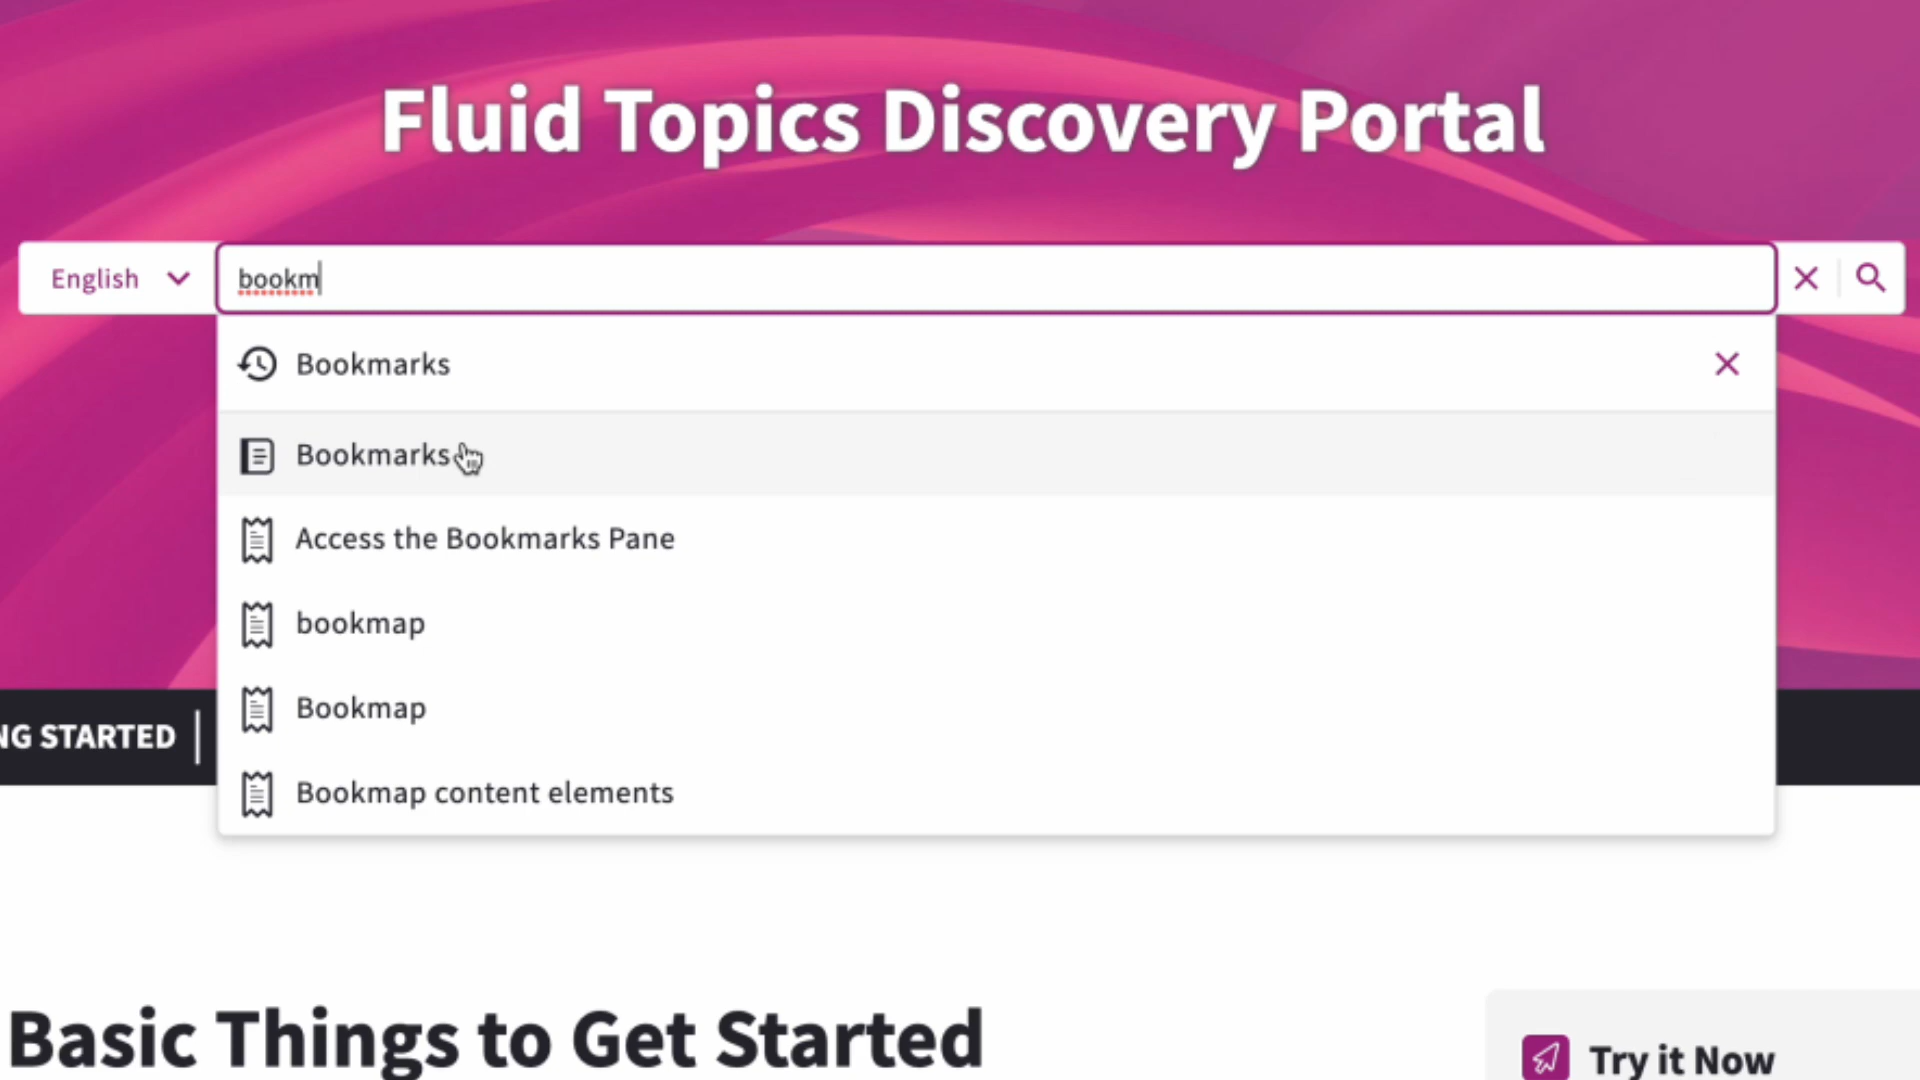 Fluid Topics Discovery Portal
English
bookm
Bookmarks
Bookmarks
Access the Bookmarks Pane
bookmap
Bookmap
Bookmap content elements
NG STARTED
Basic Things to Get Started
Try it Now